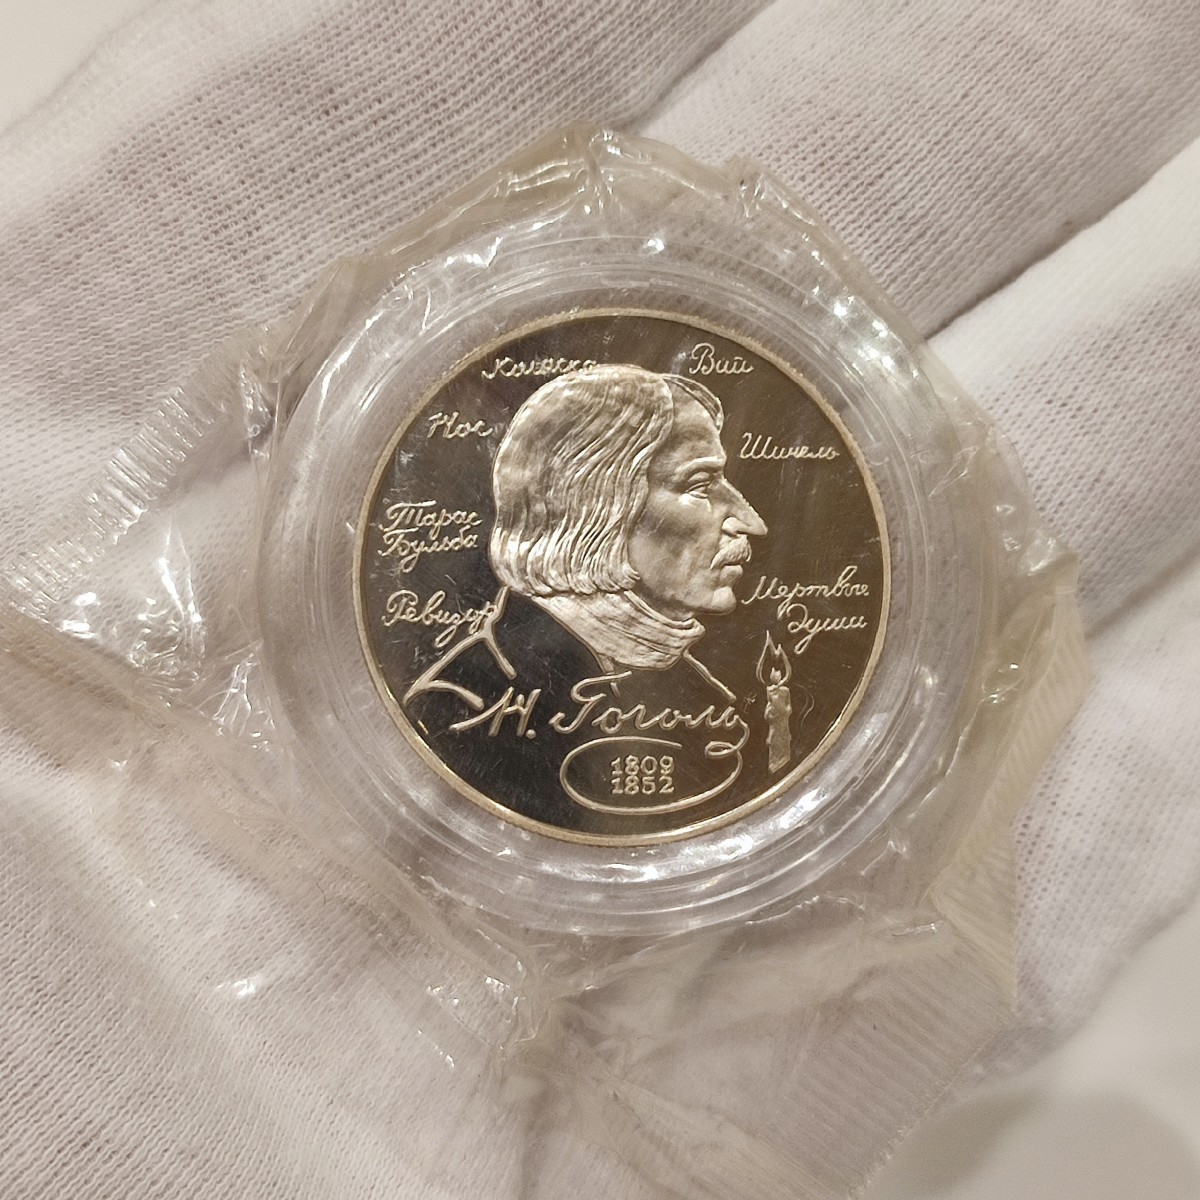 Коляска
Вий
Нос
Шинель
Тарас
Бульба
Мертвые
Души
Ревизор
Н. Гоголь
1809
1852